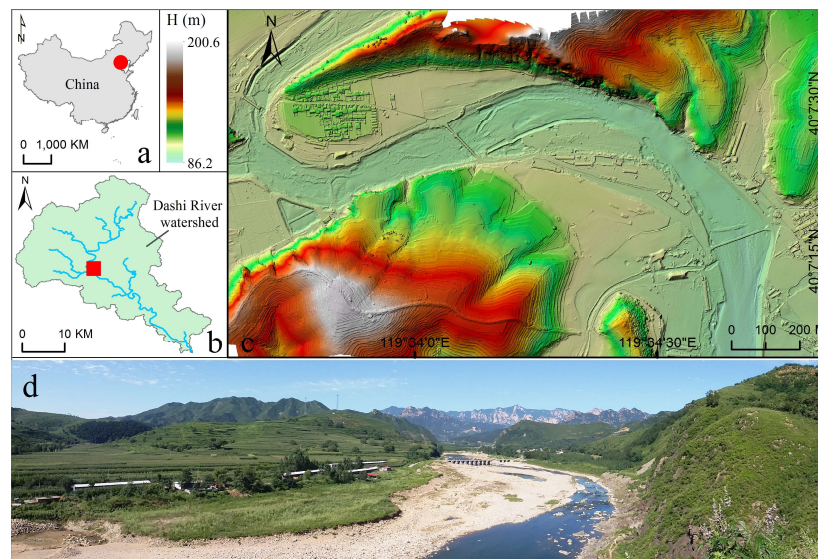 N
China
0 1,000 KM
a
H (m)
200.6
86.2
N
Dashi River
watershed
0 10 KM
b
N
40°7'30"N
40°7'15"N
119°34'0"E
119°34'30"E
0 200 M
c
d